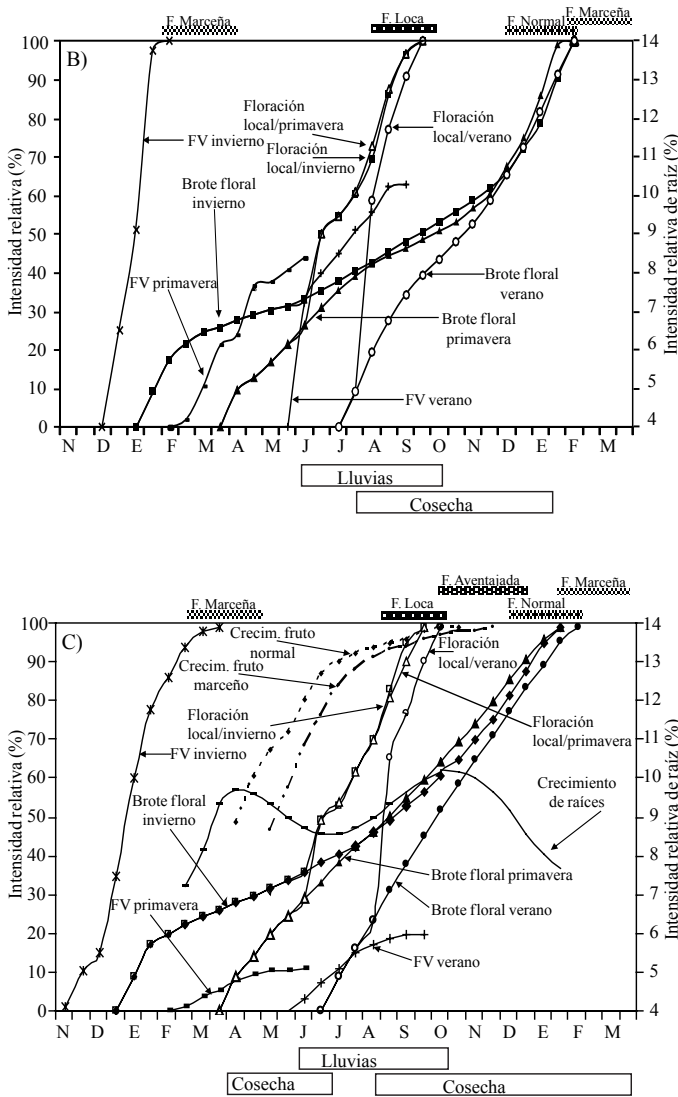 F. Marceña
F. Marceña F. Loca F. Normal
B)
100 14
90 13
80 12
70 11
60 10
50 9
40 8
30 7
20 6
10 5
0 4
Intensidad relativa (%)
Intensidad relativa de raíz (%)
Floración
local/primavera
Floración
local/verano
FV invierno
Floración
local/invierno
Brote floral
invierno
FV primavera
Brote floral
verano
Brote floral
primavera
FV verano
N D E F M A M J J A S O N D E F M
Lluvias
Cosecha
F. Aventajada
F. Marceña F. Loca F. Normal F. Marceña
C)
100 14
90 13
80 12
70 11
60 10
50 9
40 8
30 7
20 6
10 5
0 4
Intensidad relativa (%)
Intensidad relativa de raíz (%)
Crecim. fruto
normal
Floración
local/verano
Crecim. fruto
marceño
Floración
local/invierno
Floración
local/primavera
FV invierno
Brote floral
invierno
Crecimiento
de raíces
Brote floral primavera
FV primavera
Brote floral verano
FV verano
N D E F M A M J J A S O N D E F M
Lluvias
Cosecha Cosecha